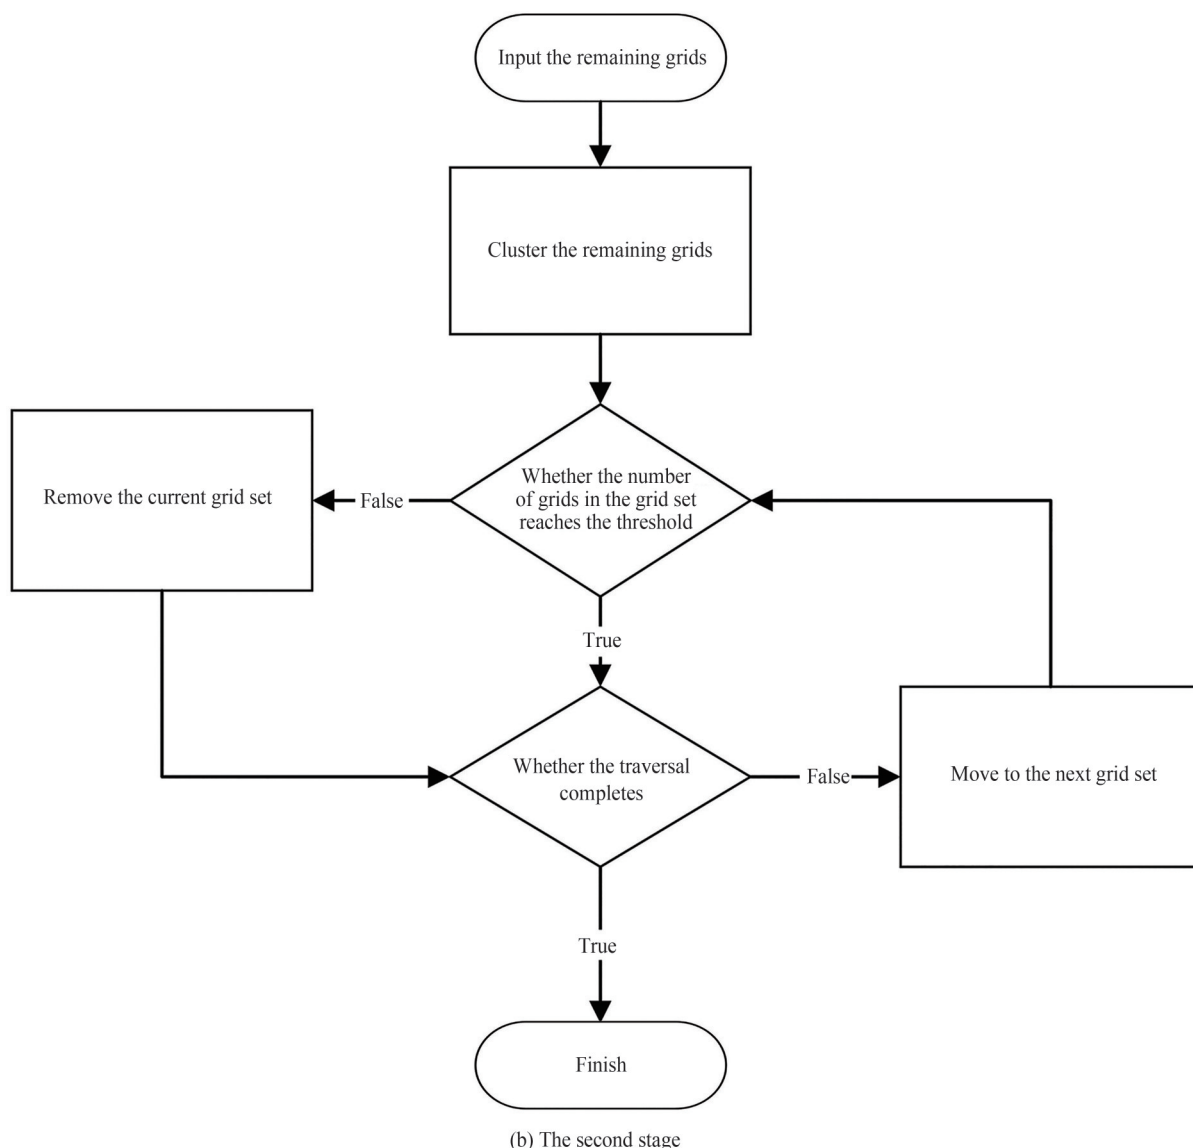 Input the remaining grids
Cluster the remaining grids
Whether the number
of grids in the grid set
reaches the threshold
False
Remove the current grid set
True
Whether the traversal
completes
False
Move to the next grid set
True
Finish
(b) The second stage